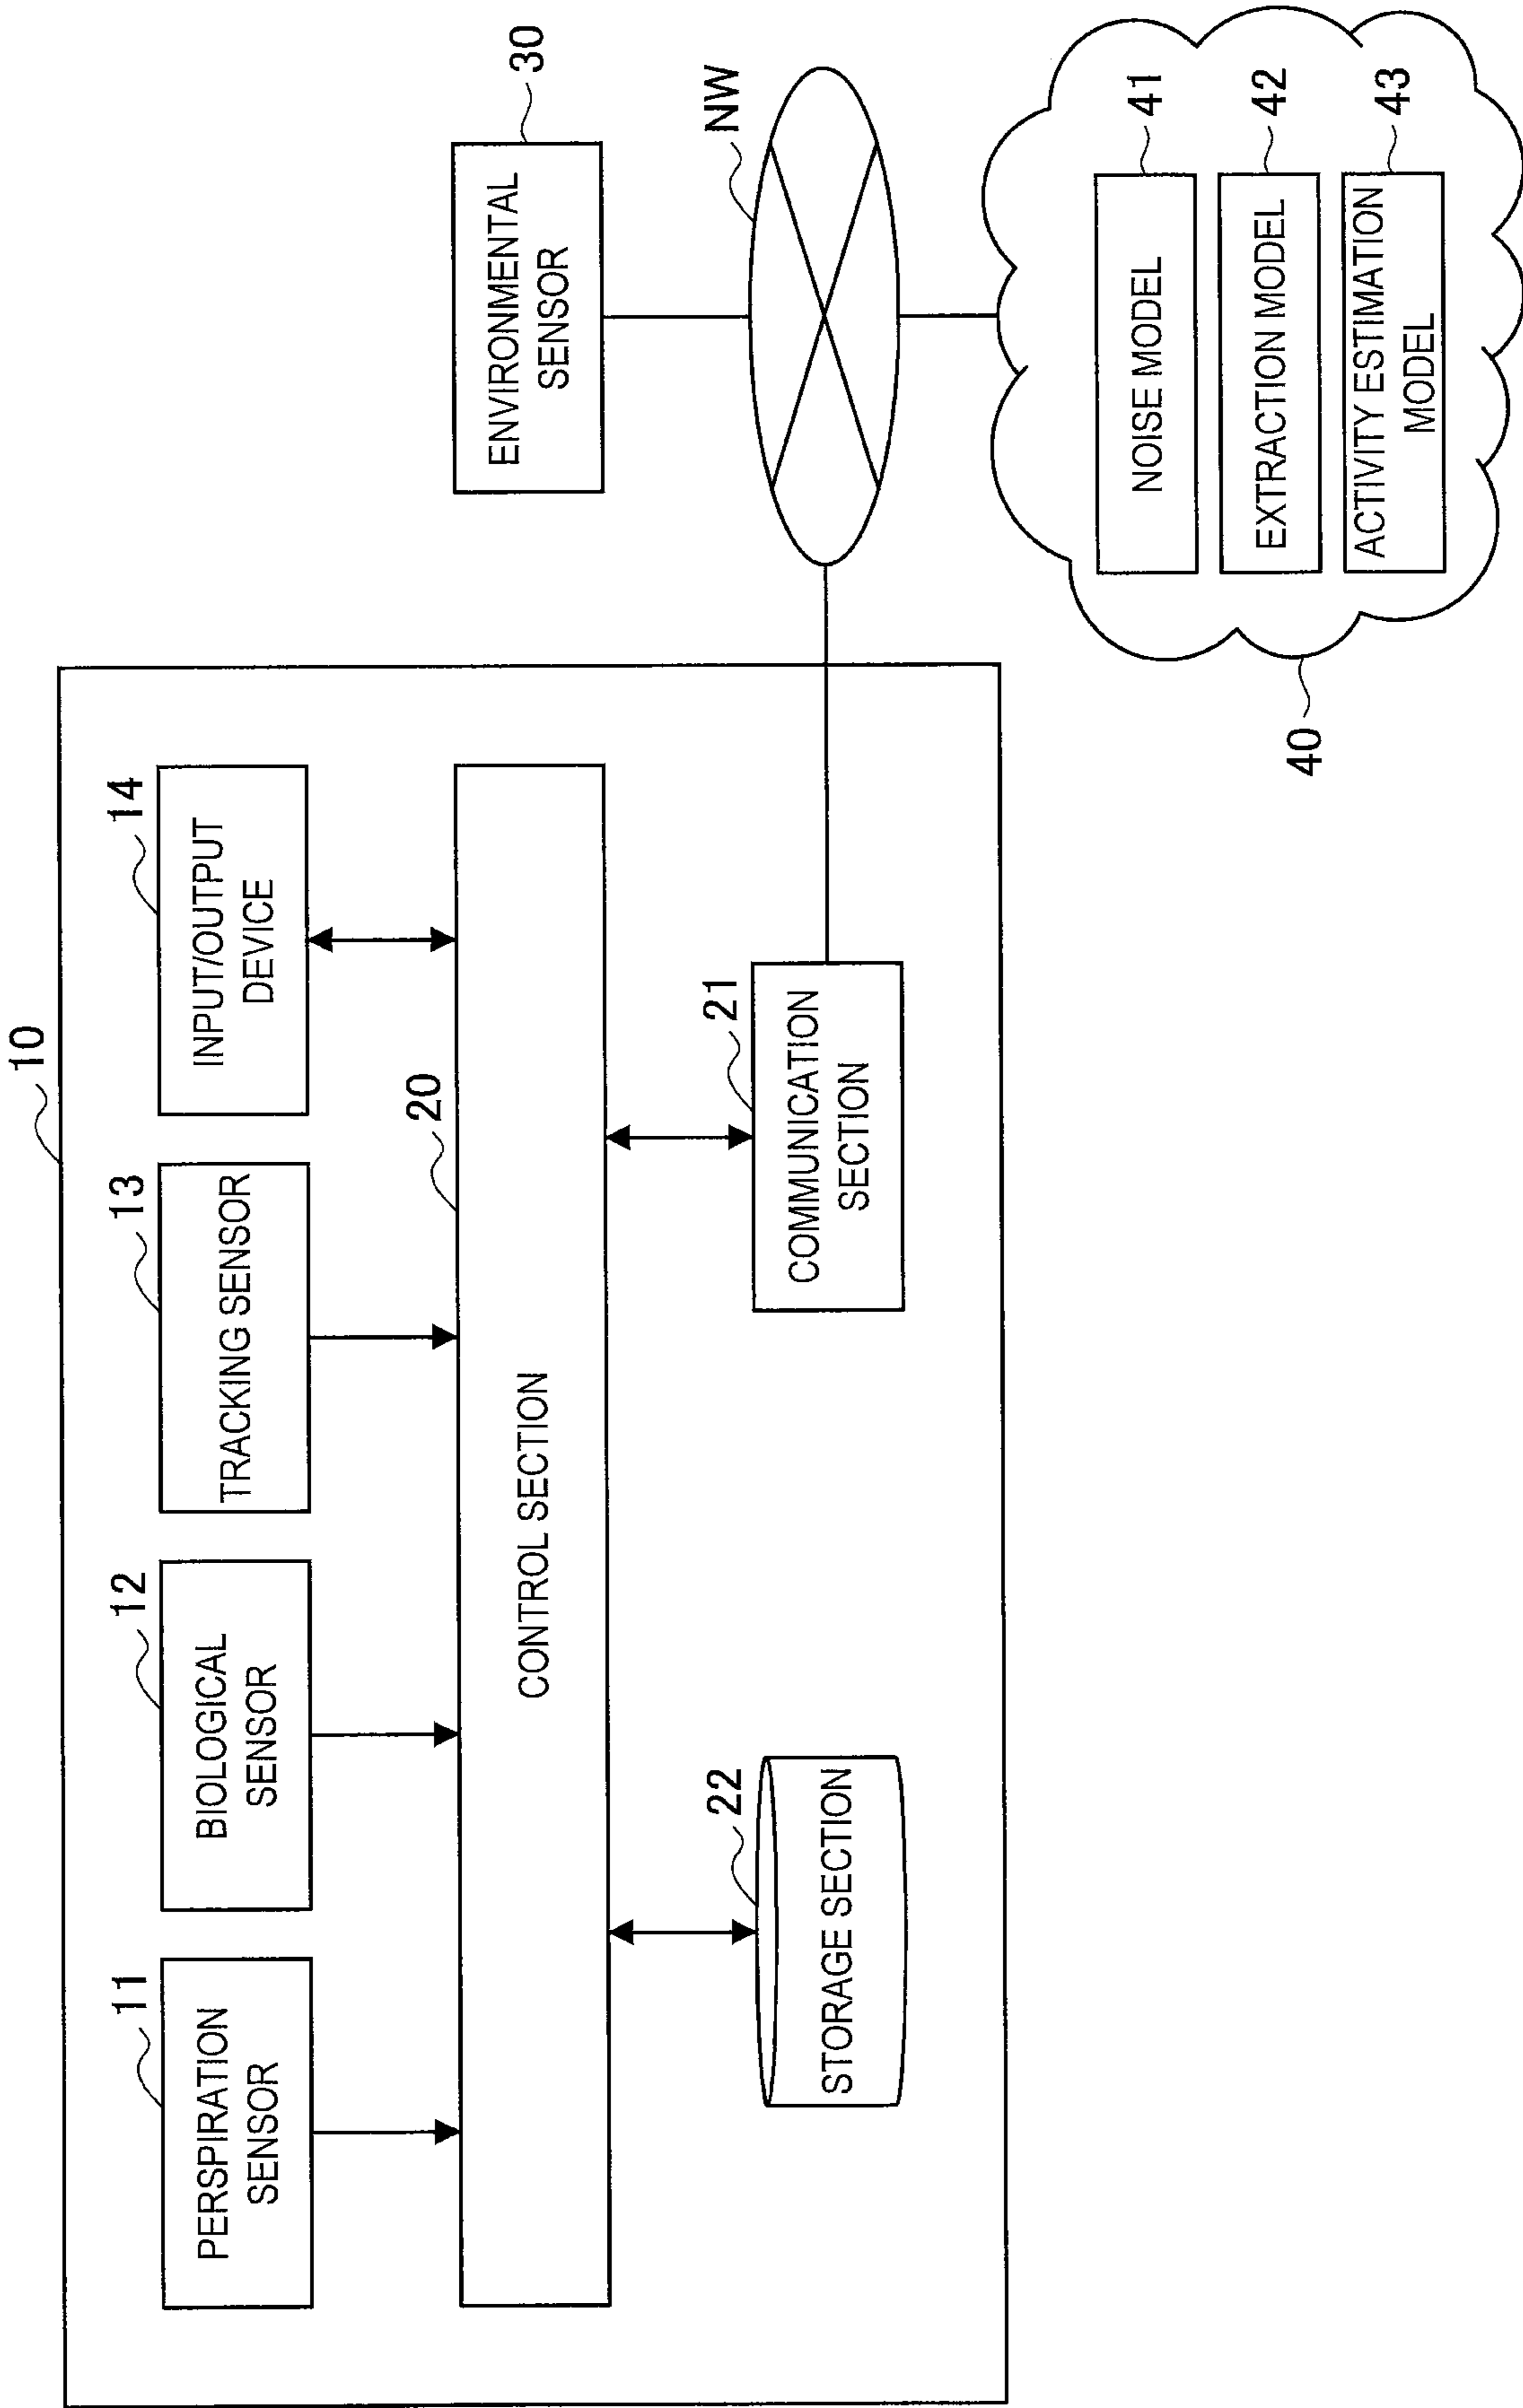 10
11
PERSPIRATION
SENSOR
12
BIOLOGICAL
SENSOR
13
TRACKING SENSOR
14
INPUT/OUTPUT
DEVICE
20
CONTROL SECTION
22
STORAGE SECTION
21
COMMUNICATION
SECTION
30
ENVIRONMENTAL
SENSOR
NW
40
NOISE MODEL
41
EXTRACTION MODEL
42
ACTIVITY ESTIMATION
MODEL
43